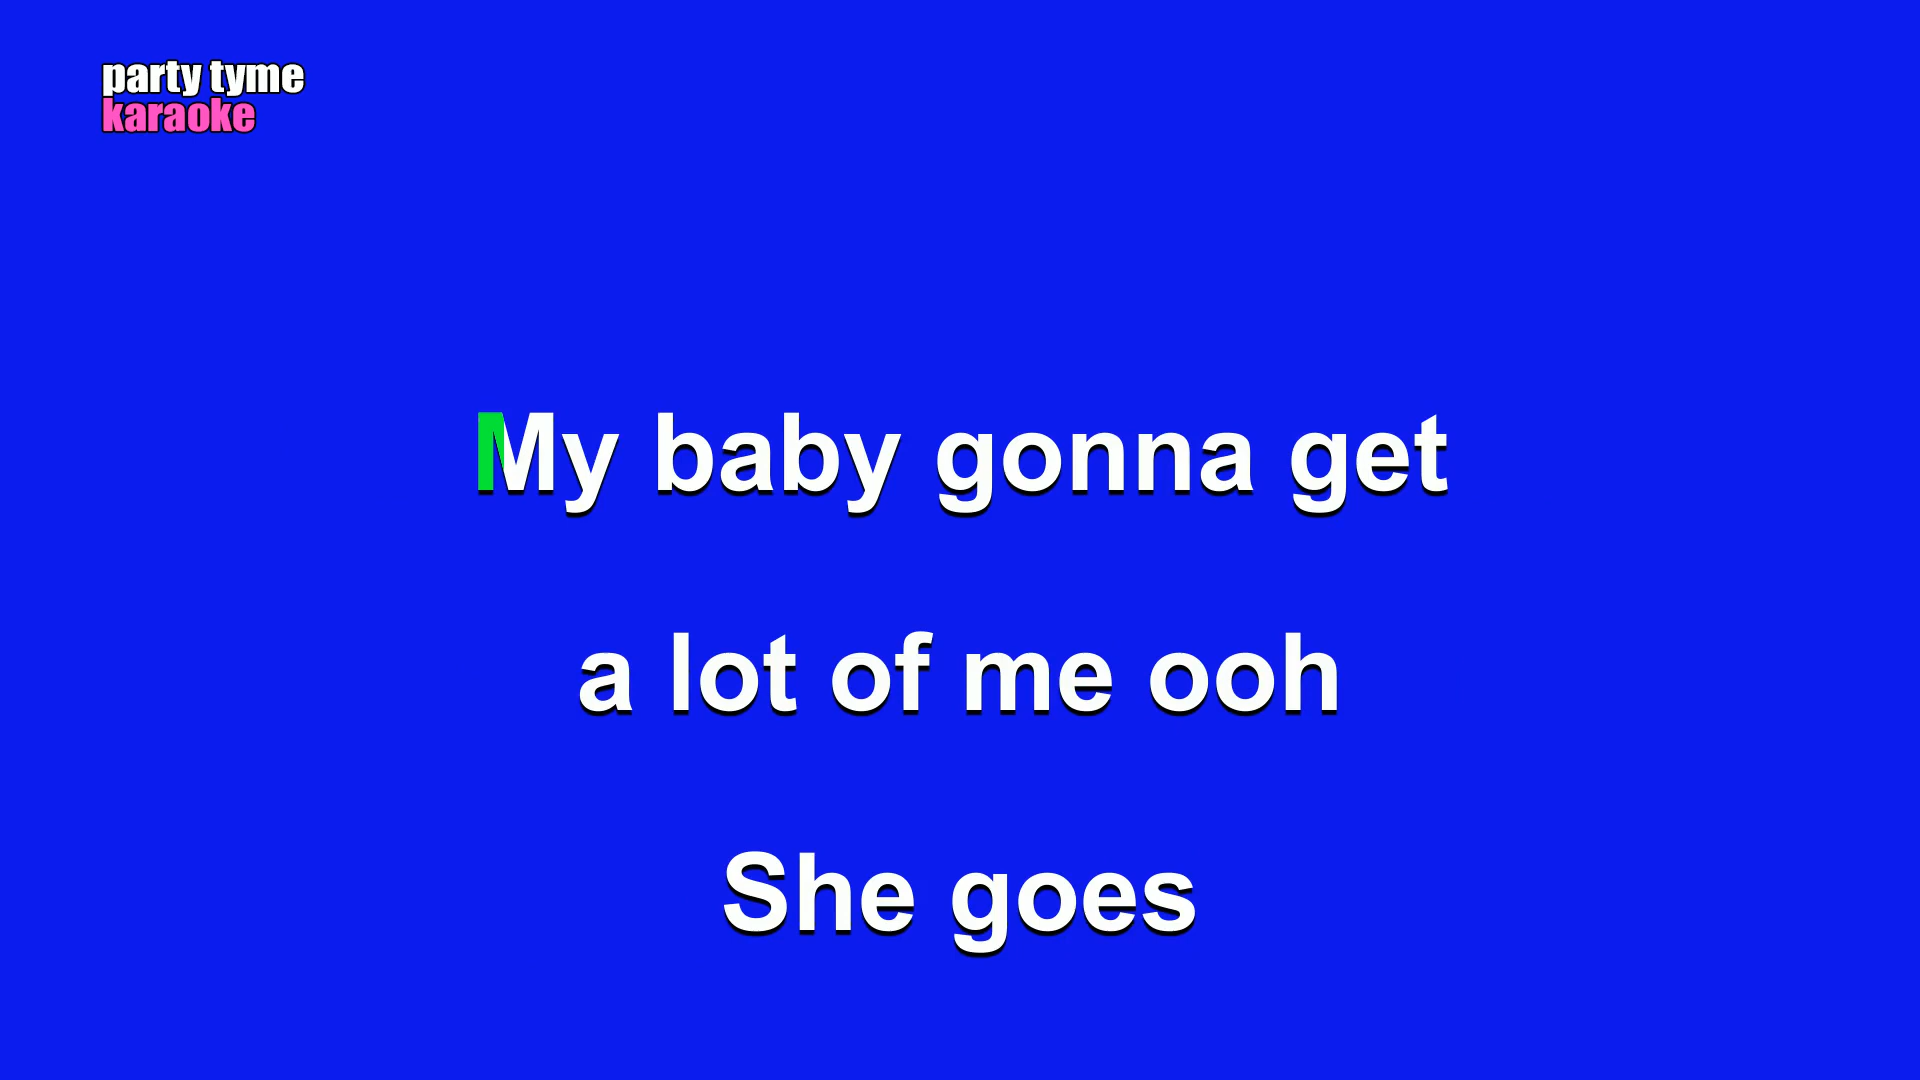 party tyme
karaoke
My baby gonna get
a lot of me ooh
She goes